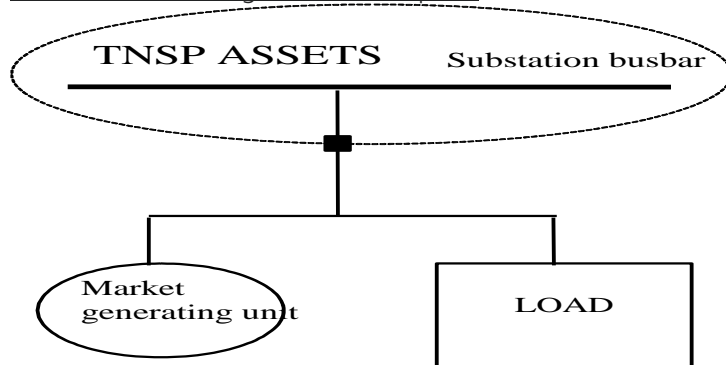 TNSP ASSETS
Substation busbar
Market
generating unit
LOAD